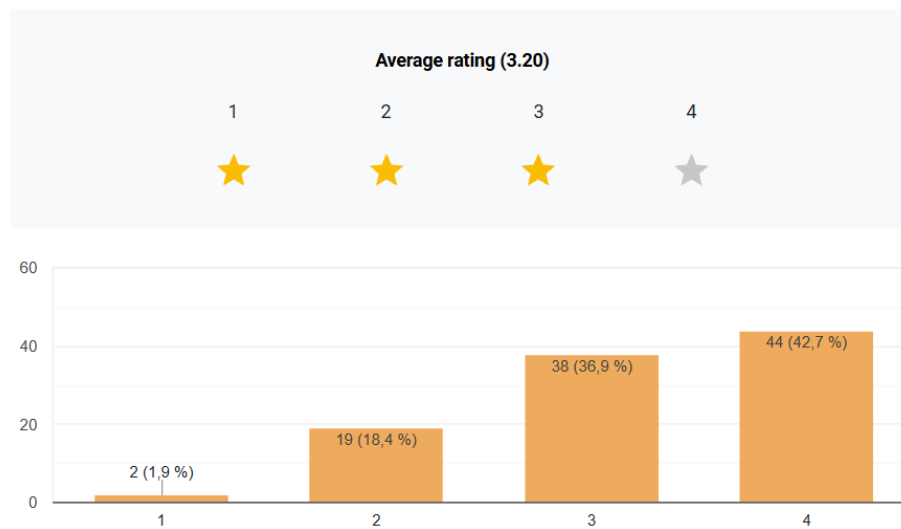 Average rating (3.20)
1 2 3 4
60
40
20
0
2 (1,9 %)
19 (18,4 %)
38 (36,9 %)
44 (42,7 %)
1 2 3 4